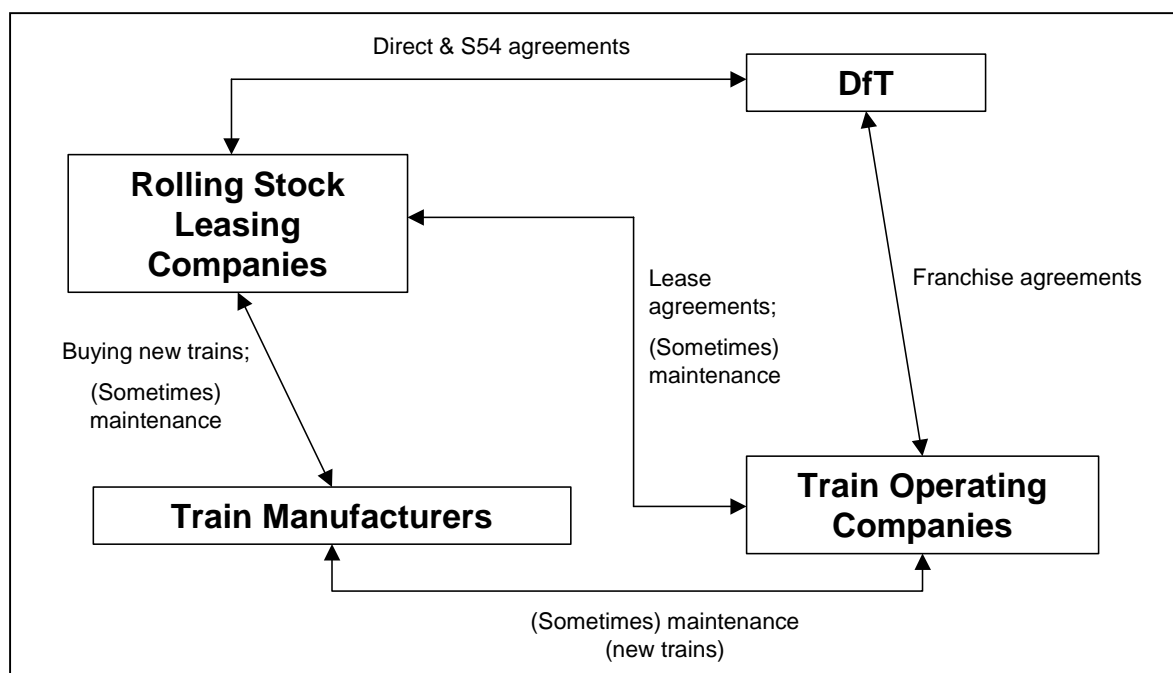 Direct & S54 agreements
DfT
Rolling Stock
Leasing
Companies
Lease
agreements;
(Sometimes)
maintenance
Franchise agreements
Buying new trains;
(Sometimes)
maintenance
Train Manufacturers
Train Operating
Companies
(Sometimes) maintenance
(new trains)